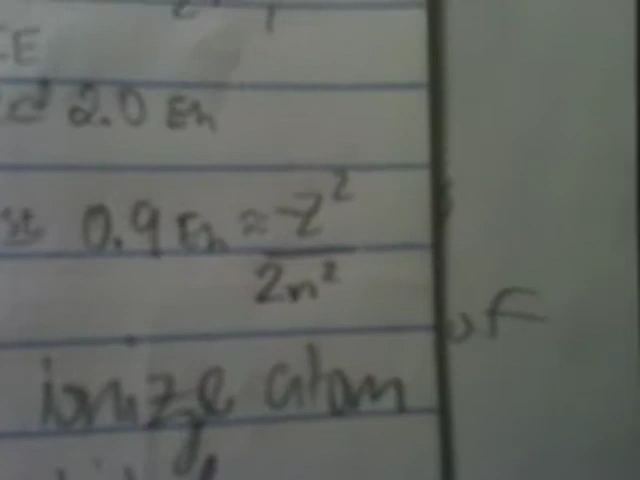 2.0 Eh
0.9 Eh ≈ -Z²
2n²
of
ionize atom